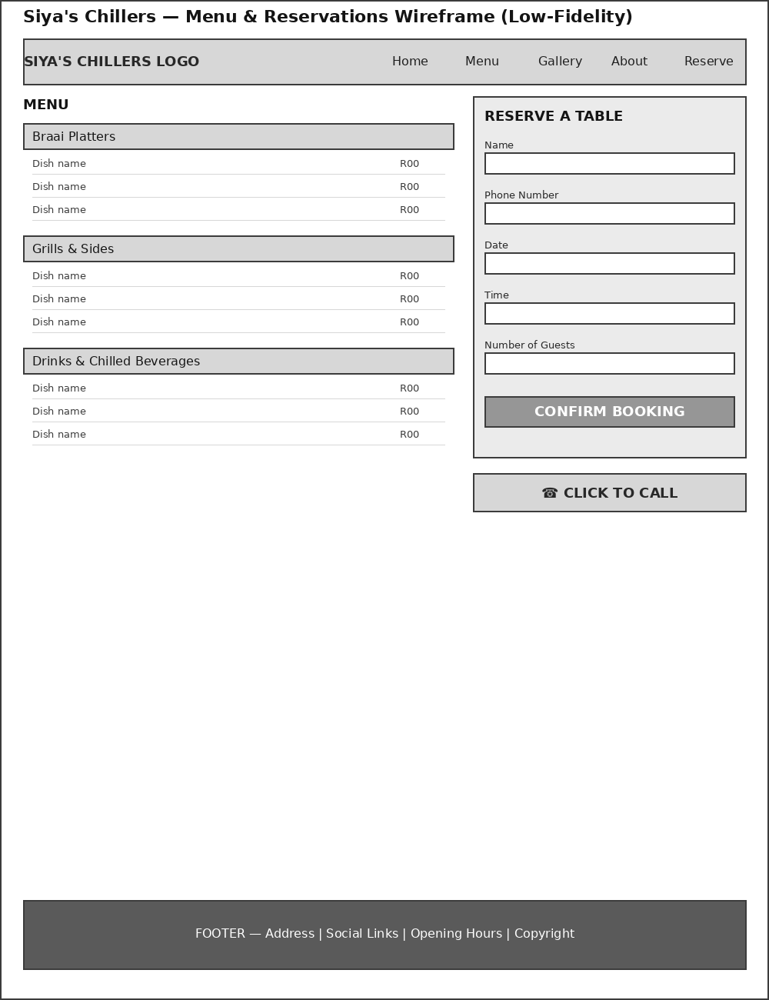 Siya's Chillers — Menu & Reservations Wireframe (Low-Fidelity)
SIYA'S CHILLERS LOGO Home Menu Gallery About Reserve
MENU
Braai Platters
Dish name R00
Dish name R00
Dish name R00
Grills & Sides
Dish name R00
Dish name R00
Dish name R00
Drinks & Chilled Beverages
Dish name R00
Dish name R00
Dish name R00
RESERVE A TABLE
Name
Phone Number
Date
Time
Number of Guests
CONFIRM BOOKING
☎ CLICK TO CALL
FOOTER — Address | Social Links | Opening Hours | Copyright